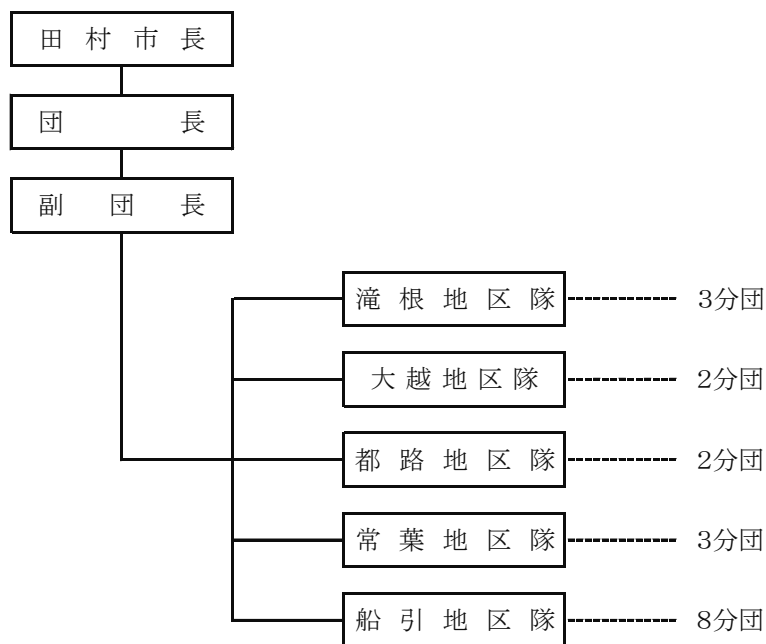 田村市長
団長
副団長
滝根地区隊 3分団
大越地区隊 2分団
都路地区隊 2分団
常葉地区隊 3分団
船引地区隊 8分団